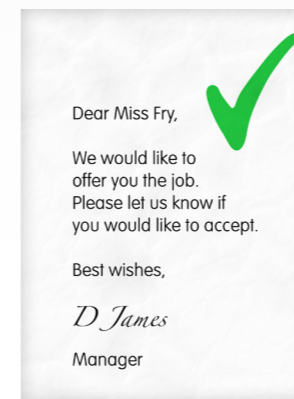 Dear Miss Fry,
We would like to
offer you the job.
Please let us know if
you would like to accept.
Best wishes,
D James
Manager